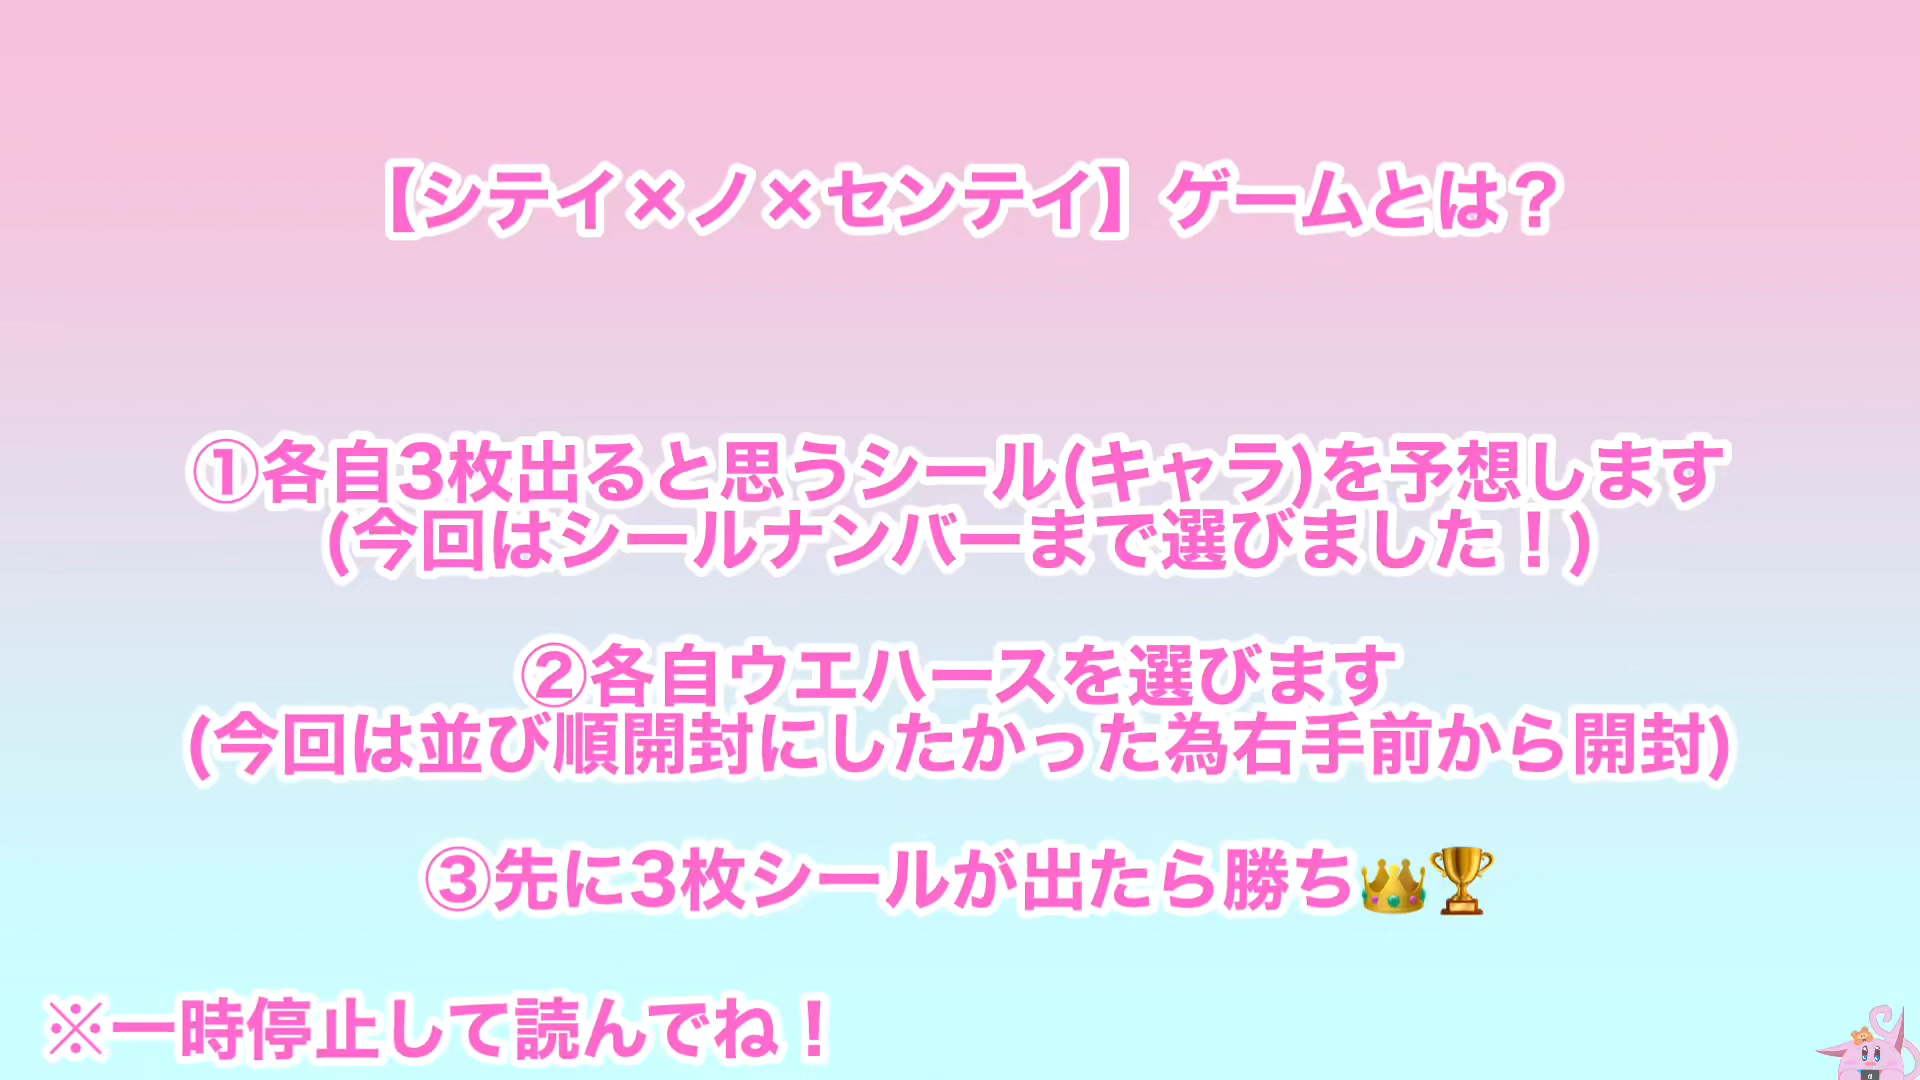 【シテイ×ノ×センテイ】ゲームとは？
①各自3枚出ると思うシール(キャラ)を予想します
(今回はシールナンバーまで選びました！)
②各自ウエハースを選びます
(今回は並び順開封にしたかった為右手前から開封)
③先に3枚シールが出たら勝ち👑🏆
※一時停止して読んでね！